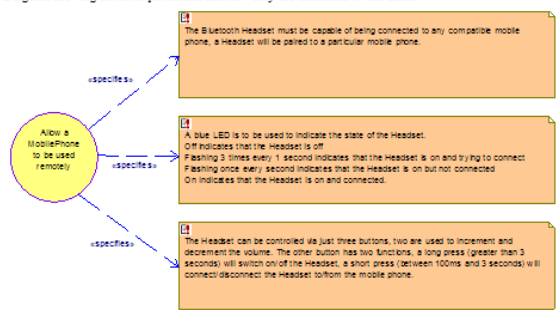 The Bluetooth Headset must be capable of being connected to any compatible mobile
phone, a Headset will be paired to a particular mobile phone.
«specifies»
Allow a
MobilePhone
to be used
remotely
«specifies»
A blue LED is to be used to indicate the state of the Headset.
Off indicates that the Headset is off
Flashing 3 times every 1 second indicates that the Headset is on and trying to connect
Flashing once every second indicates that the Headset is on but not connected
On indicates that the Headset is on and connected.
«specifies»
The Headset can be controlled via just three buttons, two are used to increment and
decrement the volume. The other button has two functions, a long press (greater than 3
seconds) will switch on/off the Headset, a short press (between 100ms and 3 seconds) will
connect/disconnect the Headset to/from the mobile phone.